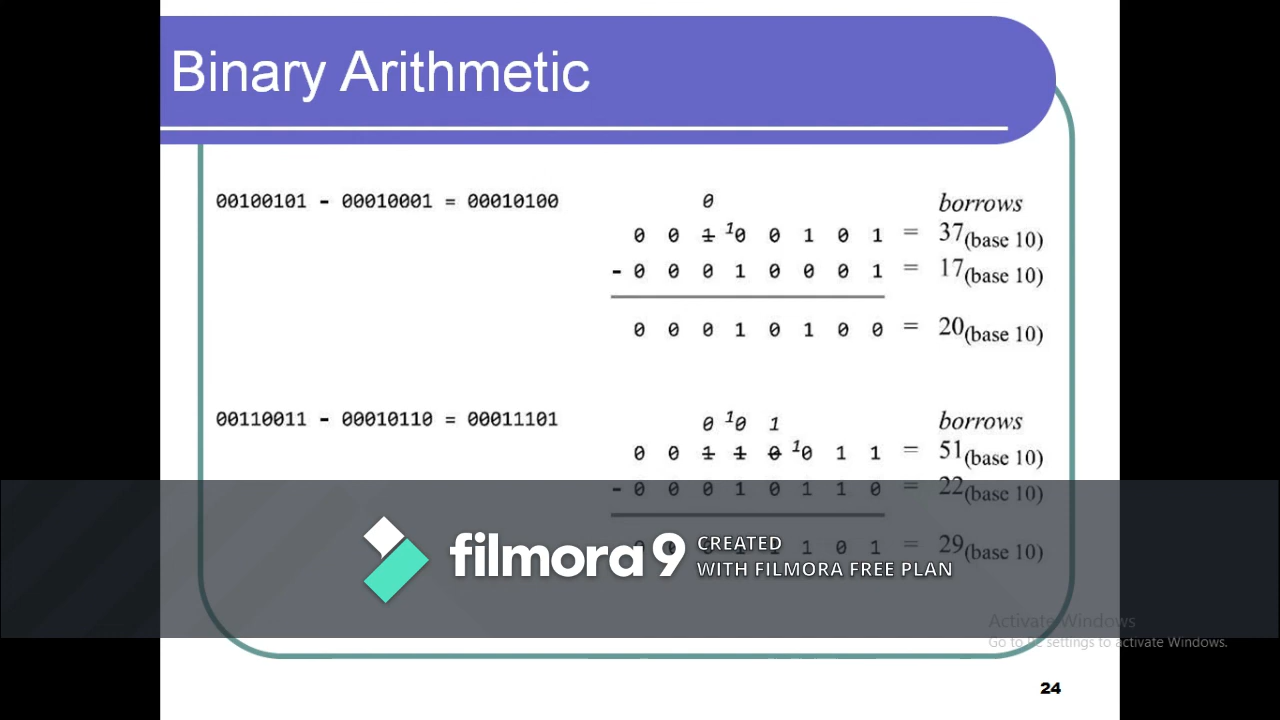 Binary Arithmetic
00100101 - 00010001 = 00010100
0 borrows
0 0 1 ¹0 0 1 0 1 = 37(base 10)
- 0 0 0 1 0 0 0 1 = 17(base 10)
0 0 0 1 0 1 0 0 = 20(base 10)
00110011 - 00010110 = 00011101
0 ¹0 1 borrows
0 0 1 1 0 ¹0 1 1 = 51(base 10)
- 0 0 0 1 0 1 1 0 = 22(base 10)
1 0 1 = 29(base 10)
filmora 9
CREATED
WITH FILMORA FREE PLAN
Activate Windows
Go to PC settings to activate Windows.
24